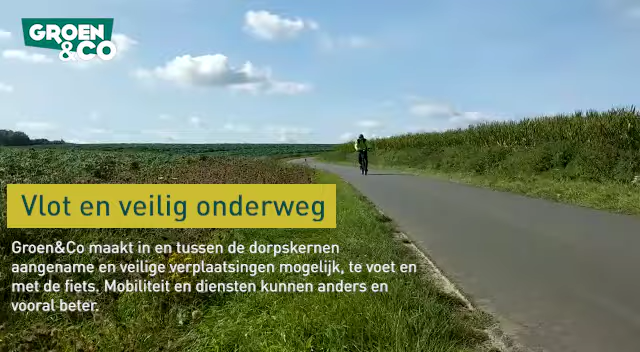 GROEN
&CO
Vlot en veilig onderweg
Groen&Co maakt in en tussen de dorpskernen
aangename en veilige verplaatsingen mogelijk, te voet en
met de fiets. Mobiliteit en diensten kunnen anders en
vooral beter.